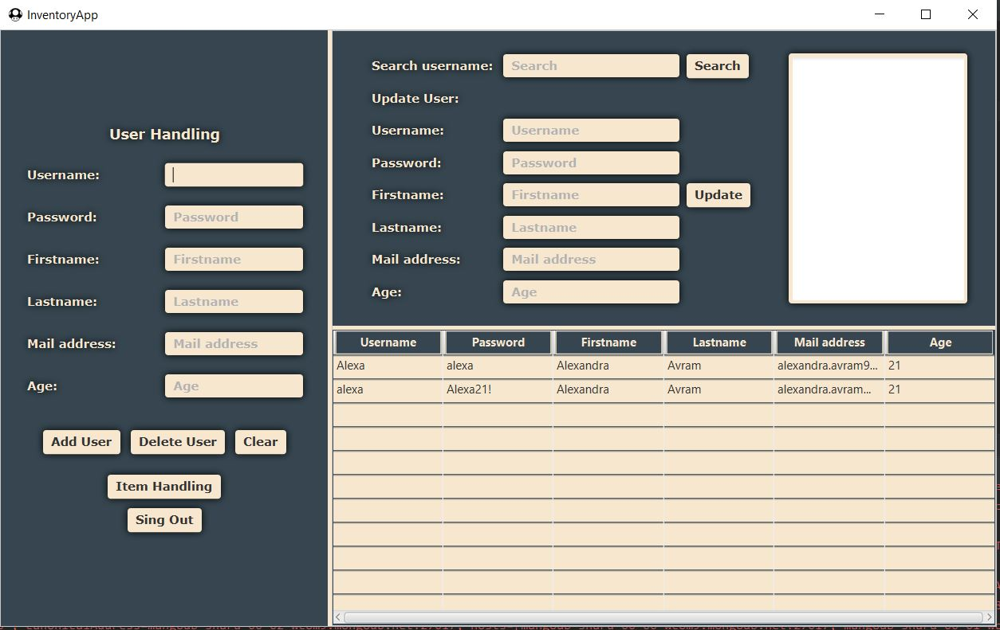 InventoryApp
User Handling
Username:
Password: Password
Firstname: Firstname
Lastname: Lastname
Mail address: Mail address
Age: Age
Add User Delete User Clear
Item Handling
Sing Out
Search username: Search Search
Update User:
Username: Username
Password: Password
Firstname: Firstname Update
Lastname: Lastname
Mail address: Mail address
Age: Age
Username Password Firstname Lastname Mail address Age
Alexa alexa Alexandra Avram alexandra.avram9... 21
alexa Alexa21! Alexandra Avram alexandra.avram... 21